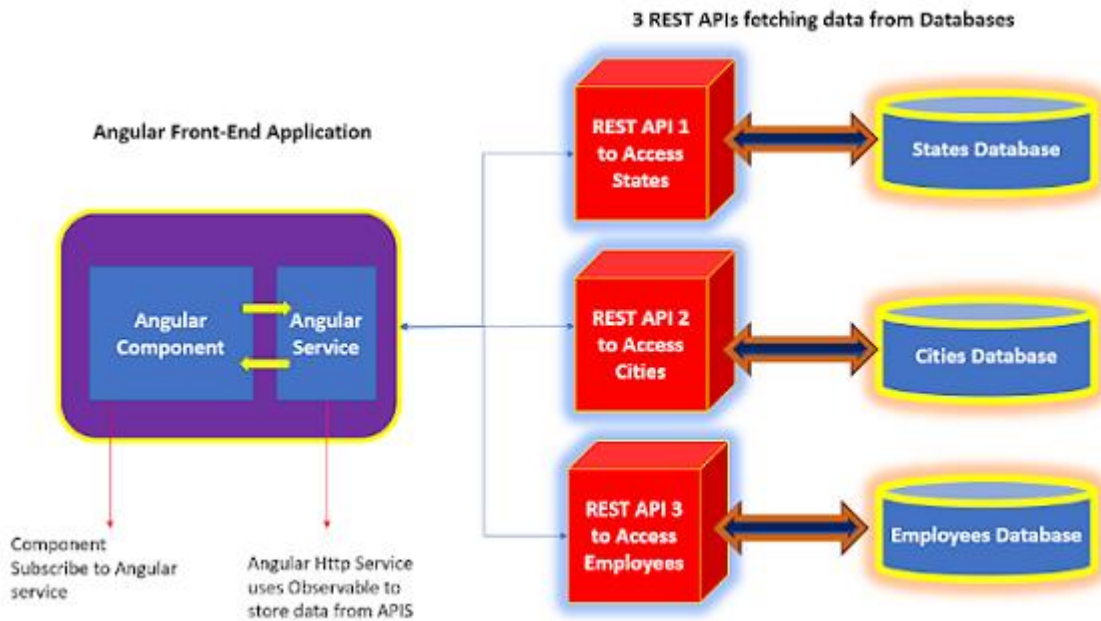 3 REST APIs fetching data from Databases
Angular Front-End Application
Angular
Component
Angular
Service
REST API 1
to Access
States
States Database
REST API 2
to Access
Cities
Cities Database
REST API 3
to Access
Employees
Employees Database
Component
Subscribe to Angular
service
Angular Http Service
uses Observable to
store data from APIS